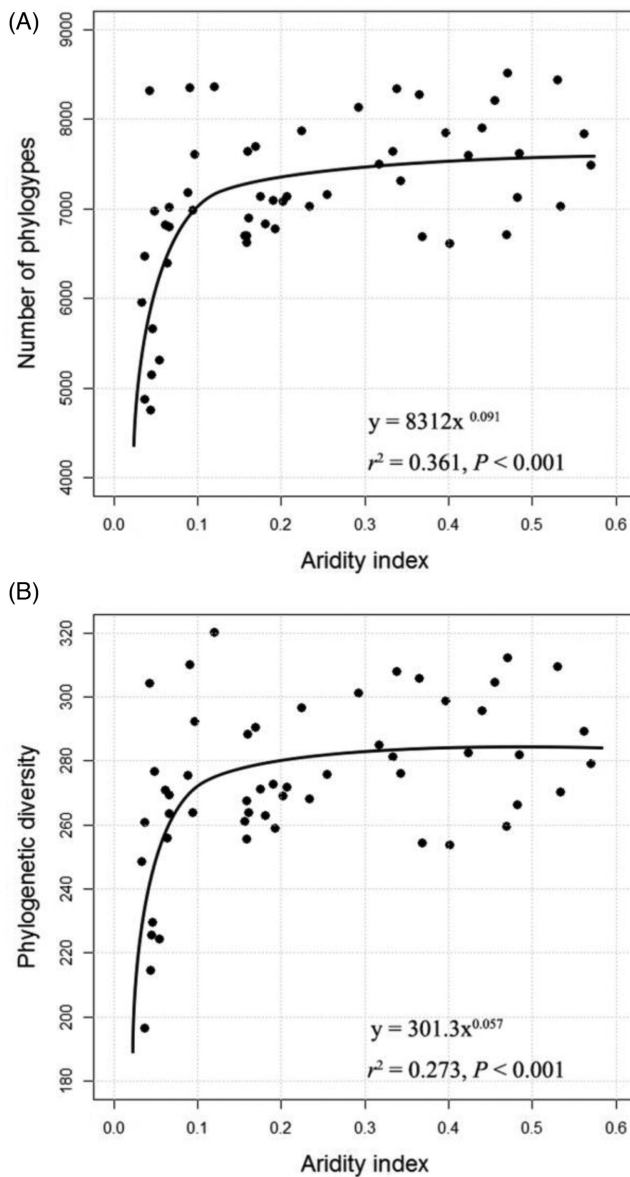 (A)
9000
8000
7000
6000
5000
4000
Number of phylogypes
y = 8312x 0.091
r² = 0.361, P < 0.001
0.0 0.1 0.2 0.3 0.4 0.5 0.6
Aridity index
(B)
320
300
280
260
240
220
200
180
Phylogenetic diversity
y = 301.3x0.057
r² = 0.273, P < 0.001
0.0 0.1 0.2 0.3 0.4 0.5 0.6
Aridity index